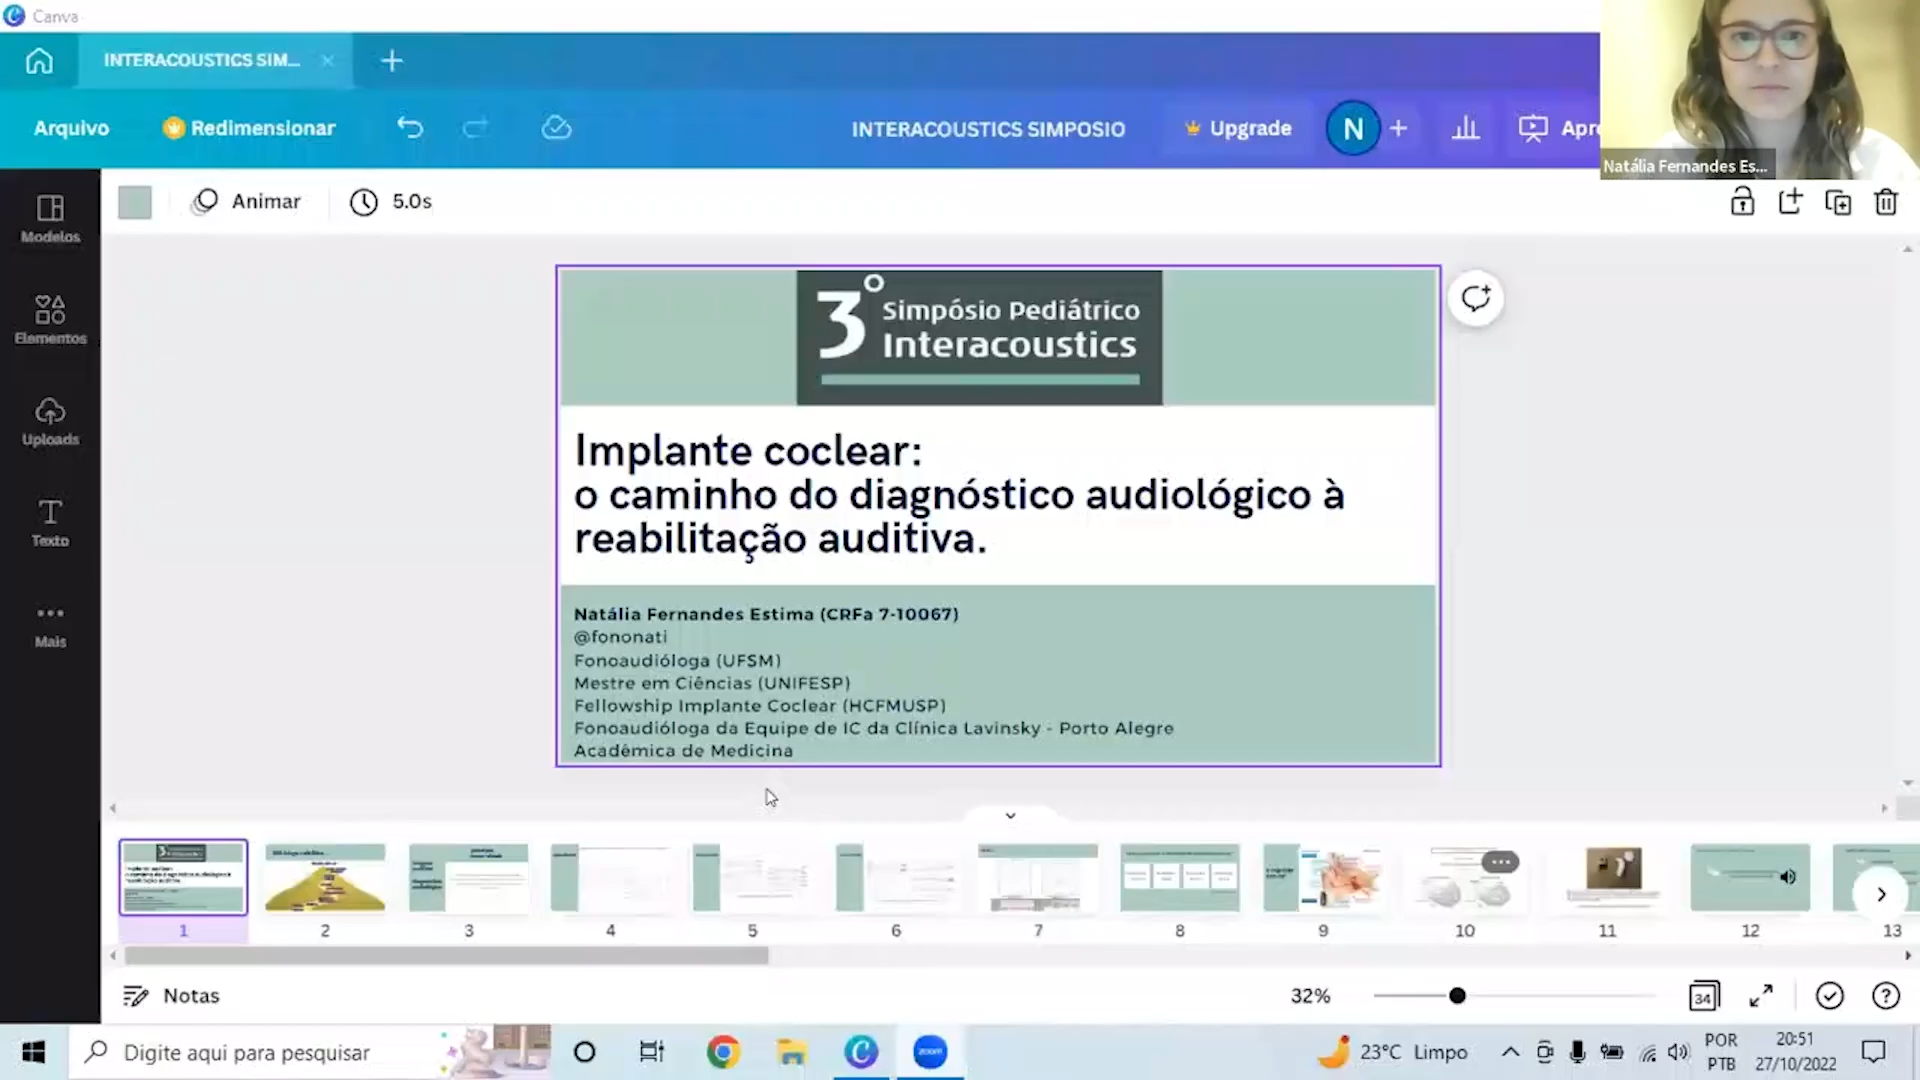 Canva
INTERACOUSTICS SIM...
Arquivo
Redimensionar
INTERACOUSTICS SIMPOSIO
Upgrade
N
Apre
Natália Fernandes Es...
Animar
5.0s
Modelos
Elementos
Uploads
Texto
Mais
3° Simpósio Pediátrico
Interacoustics
Implante coclear:
o caminho do diagnóstico audiológico à
reabilitação auditiva.
Natália Fernandes Estima (CRFa 7-10067)
@fononati
Fonoaudióloga (UFSM)
Mestre em Ciências (UNIFESP)
Fellowship Implante Coclear (HCFMUSP)
Fonoaudióloga da Equipe de IC da Clínica Lavinsky - Porto Alegre
Acadêmica de Medicina
1 2 3 4 5 6 7 8 9 10 11 12 13
Notas
32%
34
Digite aqui para pesquisar
zoom
23°C Limpo
POR
PTB
20:51
27/10/2022